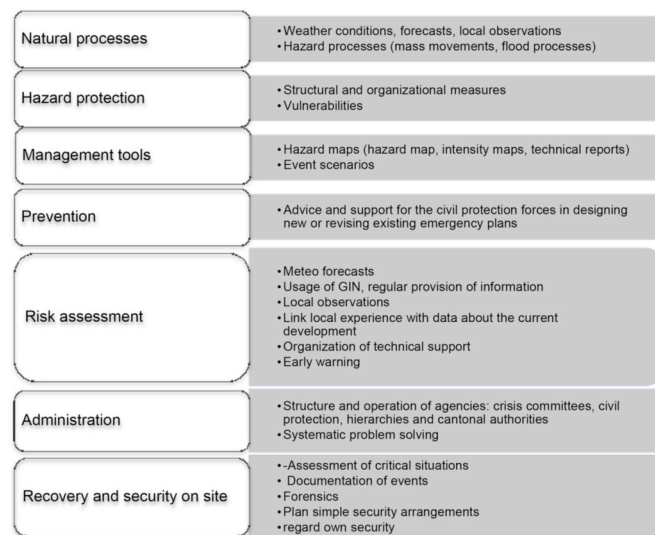 Natural processes
• Weather conditions, forecasts, local observations
• Hazard processes (mass movements, flood processes)
Hazard protection
• Structural and organizational measures
• Vulnerabilities
Management tools
• Hazard maps (hazard map, intensity maps, technical reports)
• Event scenarios
Prevention
• Advice and support for the civil protection forces in designing
new or revising existing emergency plans
Risk assessment
• Meteo forecasts
• Usage of GIN, regular provision of information
• Local observations
• Link local experience with data about the current
development
• Organization of technical support
• Early warning
Administration
• Structure and operation of agencies: crisis committees, civil
protection, hierarchies and cantonal authorities
• Systematic problem solving
Recovery and security on site
• -Assessment of critical situations
• Documentation of events
• Forensics
• Plan simple security arrangements
• regard own security